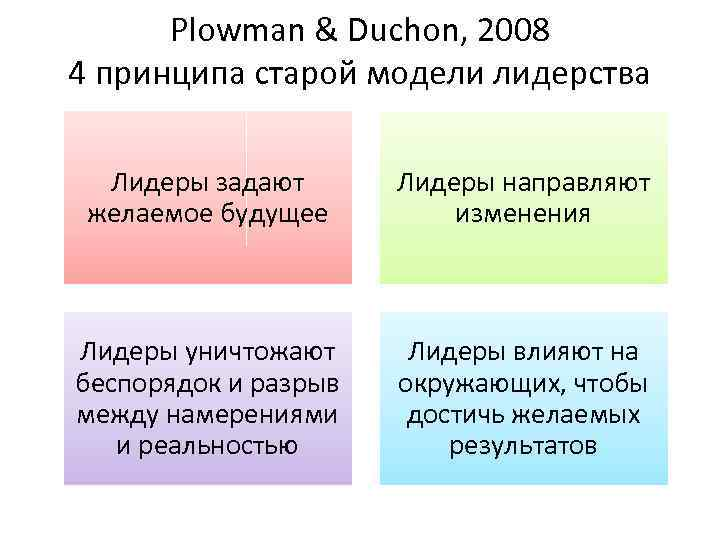 Plowman & Duchon, 2008
4 принципа старой модели лидерства
Лидеры задают
желаемое будущее
Лидеры направляют
изменения
Лидеры уничтожают
беспорядок и разрыв
между намерениями
и реальностью
Лидеры влияют на
окружающих, чтобы
достичь желаемых
результатов